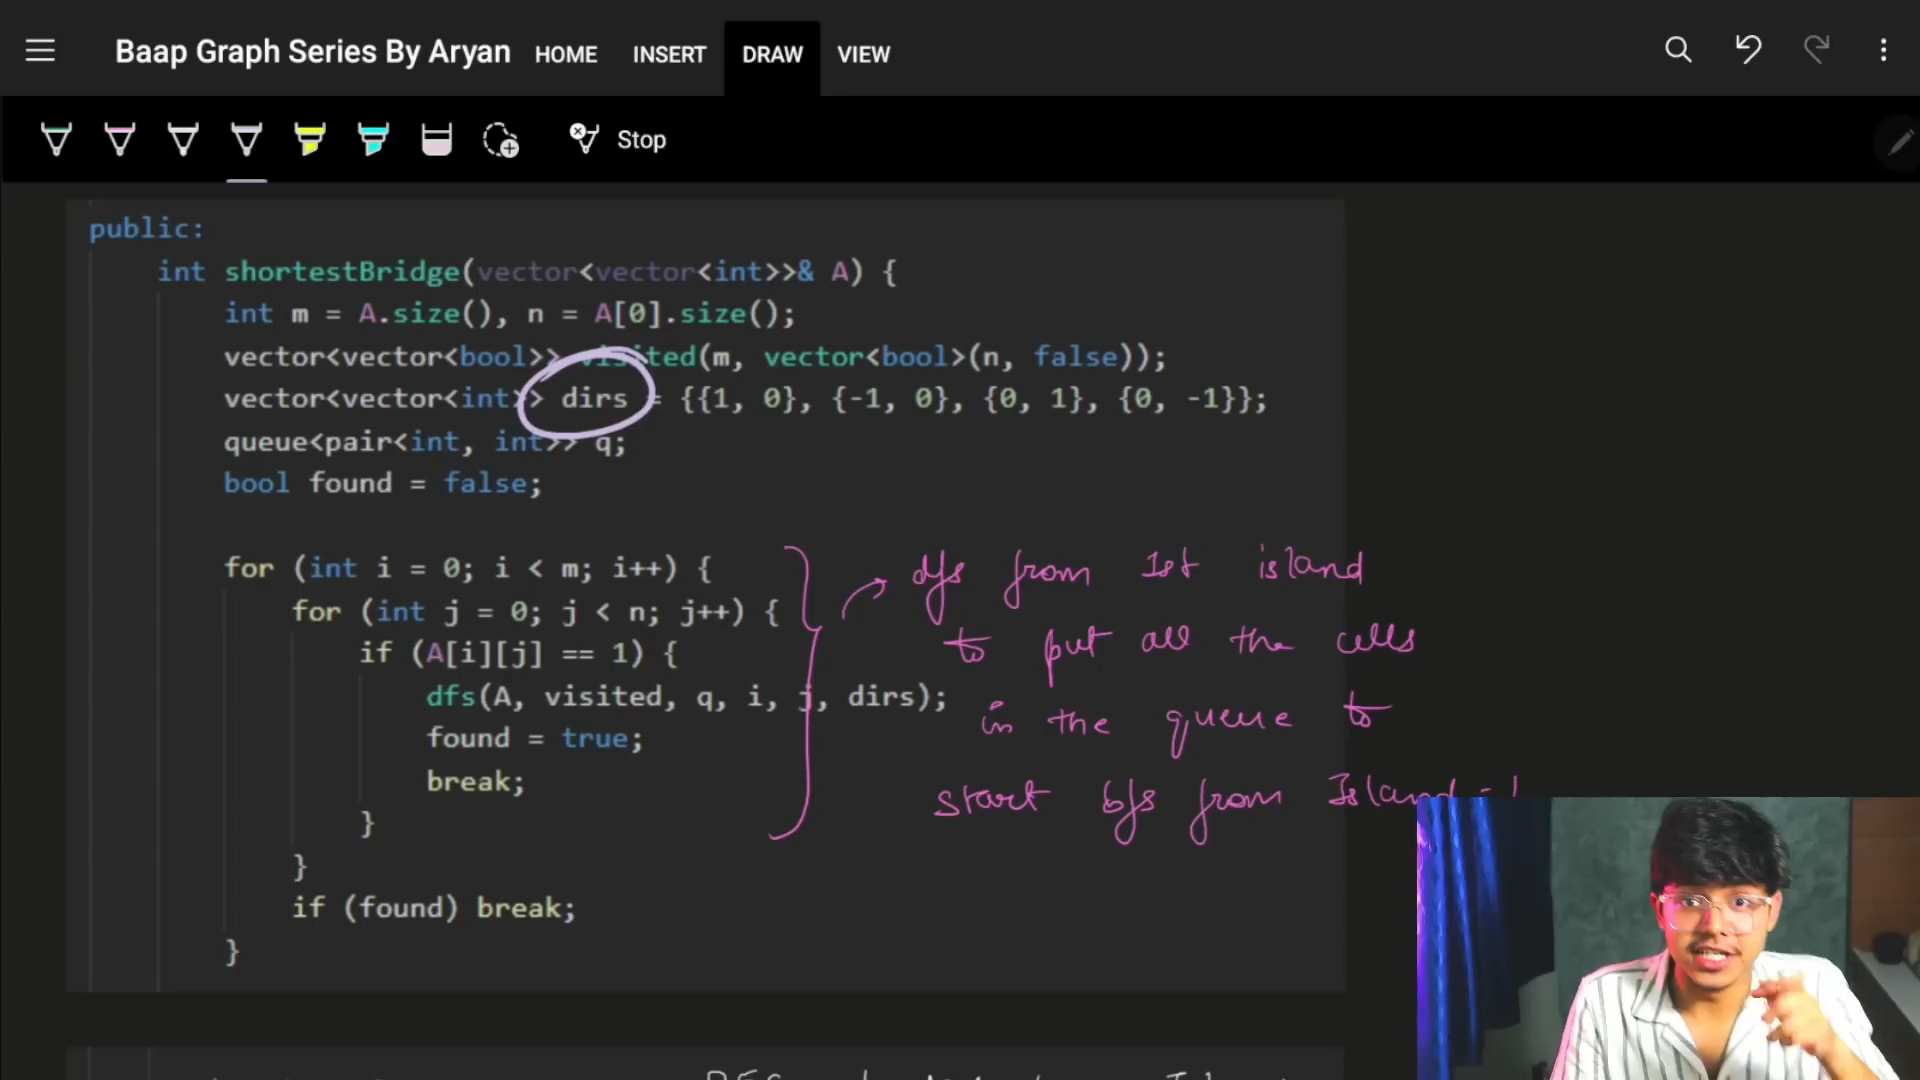 Baap Graph Series By Aryan HOME INSERT DRAW VIEW
Stop
public:
int shortestBridge(vector<vector<int>>& A) {
int m = A.size(), n = A[0].size();
vector<vector<bool>> visited(m, vector<bool>(n, false));
vector<vector<int>> dirs = {{1, 0}, {-1, 0}, {0, 1}, {0, -1}};
queue<pair<int, int>> q;
bool found = false;
for (int i = 0; i < m; i++) {
for (int j = 0; j < n; j++) {
if (A[i][j] == 1) {
dfs(A, visited, q, i, j, dirs);
found = true;
break;
}
}
if (found) break;
}
dfs from 1st island
to put all the cells
in the queue to
start bfs from Island-1